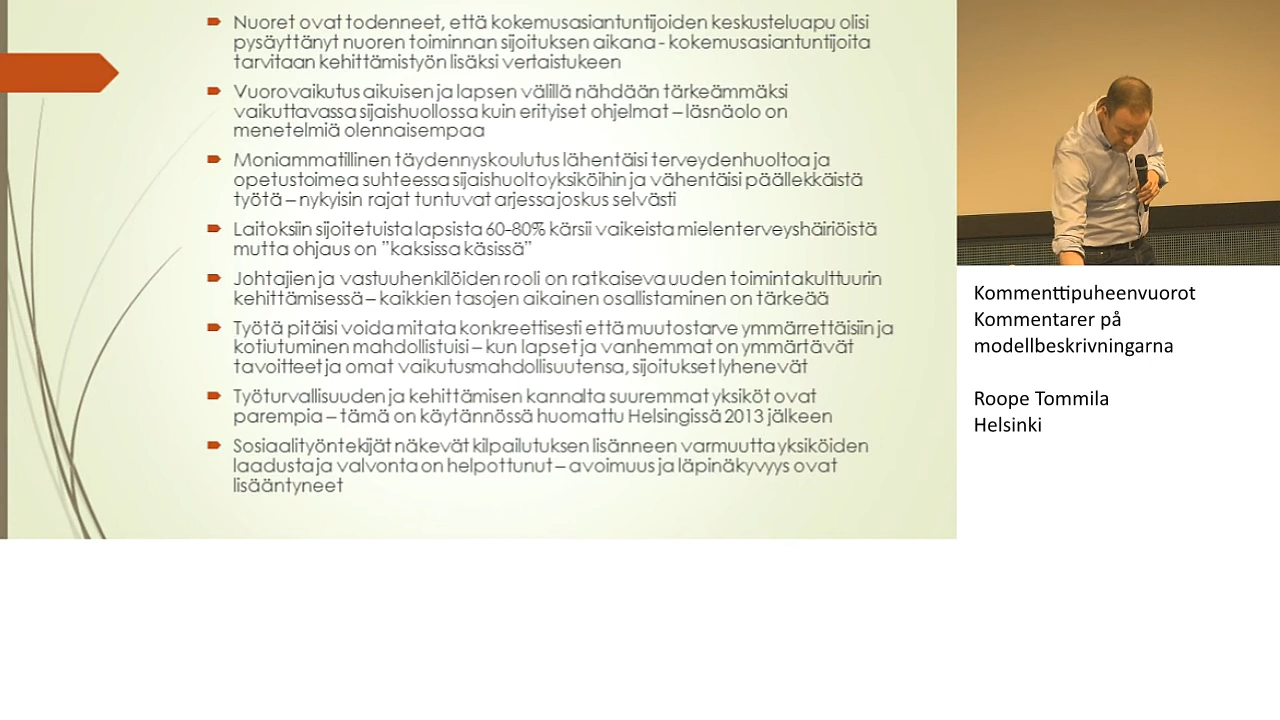 Nuoret ovat todenneet, että kokemusasiantuntijoiden keskusteluapu olisi
pysäyttänyt nuoren toiminnan sijoituksen aikana - kokemusasiantuntijoita
tarvitaan kehittämistyön lisäksi vertaistukeen
Vuorovaikutus aikuisen ja lapsen välillä nähdään tärkeämmäksi
vaikuttavassa sijaishuollossa kuin erityiset ohjelmat – läsnäolo on
menetelmiä olennaisempaa
Moniammatillinen täydennyskoulutus lähentäisi terveydenhuoltoa ja
opetustoimea suhteessa sijaishuoltoyksiköihin ja vähentäisi päällekkäistä
työtä – nykyisin rajat tuntuvat arjessa joskus selvästi
Laitoksiin sijoitetuista lapsista 60-80% kärsii vaikeista mielenterveyshäiriöistä
mutta ohjaus on ”kaksissa käsissä”
Johtajien ja vastuuhenkilöiden rooli on ratkaiseva uuden toimintakulttuurin
kehittämisessä – kaikkien tasojen aikainen osallistaminen on tärkeää
Työtä pitäisi voida mitata konkreettisesti että muutostarve ymmärrettäisiin ja
kotiutuminen mahdollistuisi – kun lapset ja vanhemmat on ymmärtävät
tavoitteet ja omat vaikutusmahdollisuutensa, sijoitukset lyhenevät
Työturvallisuuden ja kehittämisen kannalta suuremmat yksiköt ovat
parempia – tämä on käytännössä huomattu Helsingissä 2013 jälkeen
Sosiaalityöntekijät näkevät kilpailutuksen lisänneen varmuutta yksiköiden
laadusta ja valvonta on helpottunut – avoimuus ja läpinäkyvyys ovat
lisääntyneet
Kommenttipuheenvuorot
Kommentarer på
modellbeskrivningarna
Roope Tommila
Helsinki